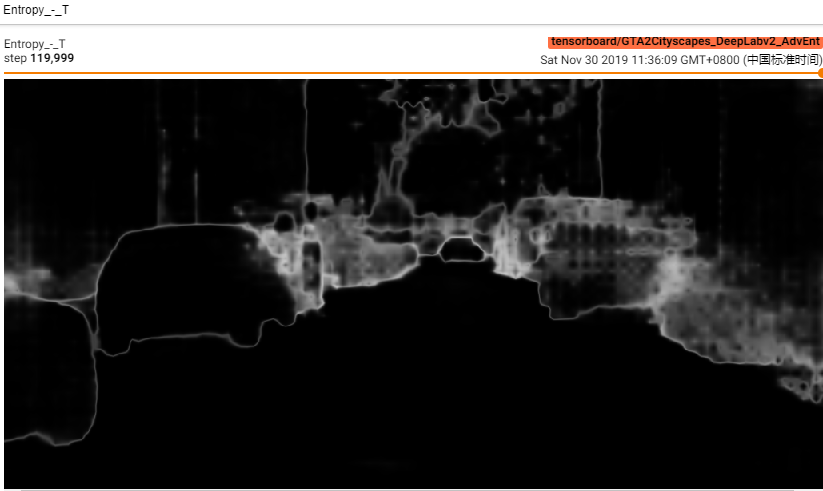 Entropy_-_T
Entropy_-_T
tensorboard/GTA2Cityscapes_DeepLabv2_AdvEnt
step 119,999
Sat Nov 30 2019 11:36:09 GMT+0800 (中国标准时间)